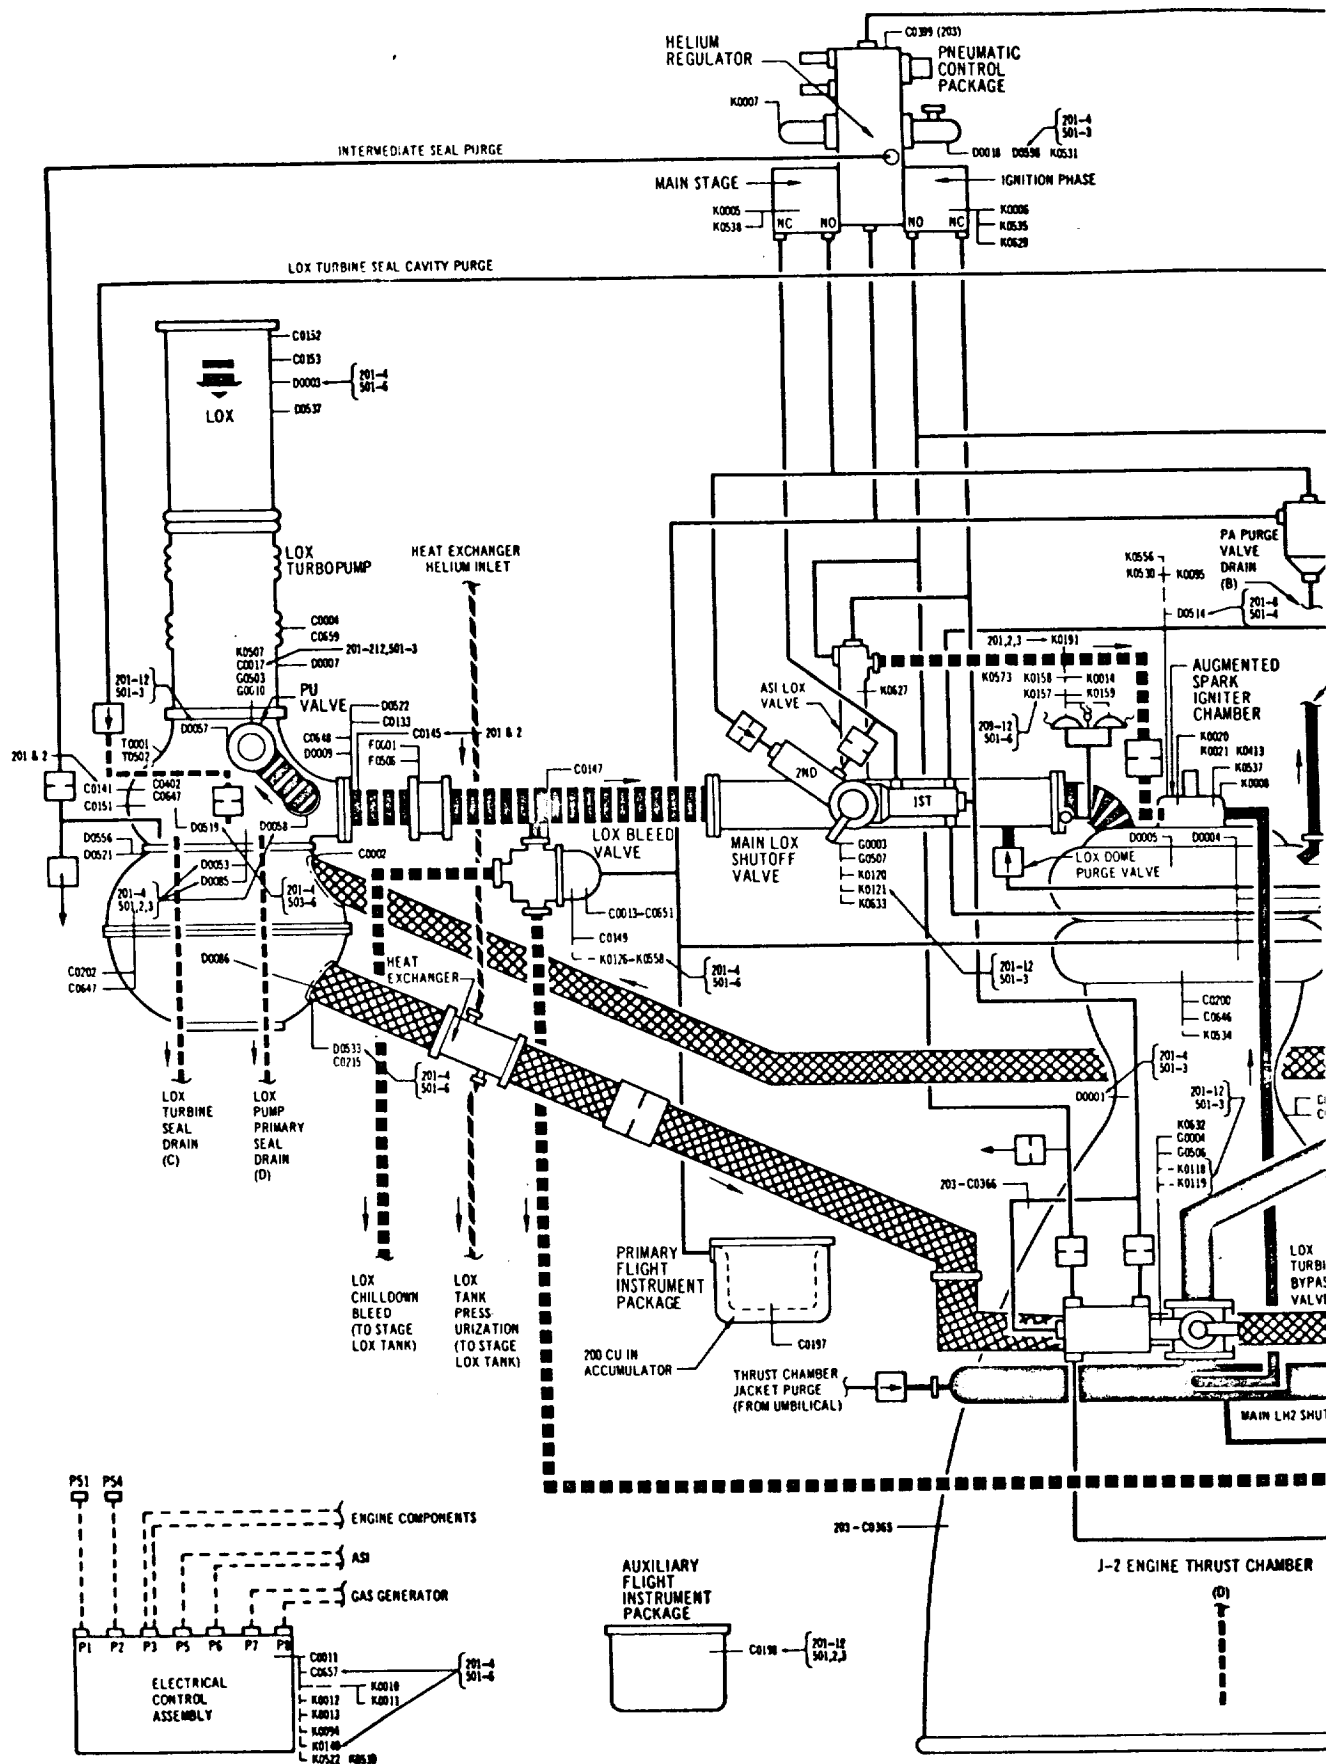 C0399 (203)
HELIUM
REGULATOR
PNEUMATIC
CONTROL
PACKAGE
K0007
201-4
501-3
D0018 D0598 K0531
INTERMEDIATE SEAL PURGE
MAIN STAGE
IGNITION PHASE
K0005
K0538
NC NO
NO NC
K0006
K0535
K0629
LOX TURBINE SEAL CAVITY PURGE
C0152
C0153
D0003
201-4
501-6
D0537
LOX
LOX
TURBOPUMP
HEAT EXCHANGER
HELIUM INLET
PA PURGE
VALVE
DRAIN
(B)
K0556
K0530
K0095
D0514
201-4
501-4
C0004
C0659
K0507
C0017
201-212,501-3
D0007
G0503
G0010
PU
VALVE
201-12
501-3
D0057
201,2,3
K0191
K0573
K0158
K0014
K0157
K0159
209-12
501-6
AUGMENTED
SPARK
IGNITER
CHAMBER
K0627
ASI LOX
VALVE
D0522
C0133
C0648
C0145
201 & 2
D0009
F0601
F0506
T0001
T0502
201 & 2
C0141
C0151
C0402
C0647
C0147
K0020
K0021 K0413
K0537
K0008
2ND
1ST
D0519
D0058
D0556
D0521
C0002
D0053
D0085
201-4
501,2,3
201-4
503-6
LOX BLEED
VALVE
MAIN LOX
SHUTOFF
VALVE
G0003
G0507
K0120
K0121
K0633
LOX DOME
PURGE VALVE
D0005
D0004
C0013-C0651
C0149
K0126-K0558
201-4
501-6
201-12
501-3
C0202
C0647
D0086
HEAT
EXCHANGER
C0200
C0646
K0534
D0533
C0215
201-4
501-6
201-4
501-3
D0001
201-12
501-3
K0632
G0004
G0506
K0118
K0119
LOX
TURBINE
SEAL
DRAIN
(C)
LOX
PUMP
PRIMARY
SEAL
DRAIN
(D)
203-C0366
LOX
CHILLDOWN
BLEED
(TO STAGE
LOX TANK)
LOX
TANK
PRESS
URIZATION
(TO STAGE
LOX TANK)
PRIMARY
FLIGHT
INSTRUMENT
PACKAGE
C0197
200 CU IN
ACCUMULATOR
LOX
TURBI
BYPAS
VALVE
THRUST CHAMBER
JACKET PURGE
(FROM UMBILICAL)
MAIN LH2 SHUT
PS1 PS4
ENGINE COMPONENTS
ASI
GAS GENERATOR
P1 P2 P3 P5 P6 P7 P8
ELECTRICAL
CONTROL
ASSEMBLY
C0011
C0657
201-4
501-6
K0010
K0011
K0012
K0013
K0094
K0522
203-C0365
AUXILIARY
FLIGHT
INSTRUMENT
PACKAGE
C0198
201-12
501,2,3
J-2 ENGINE THRUST CHAMBER
(D)